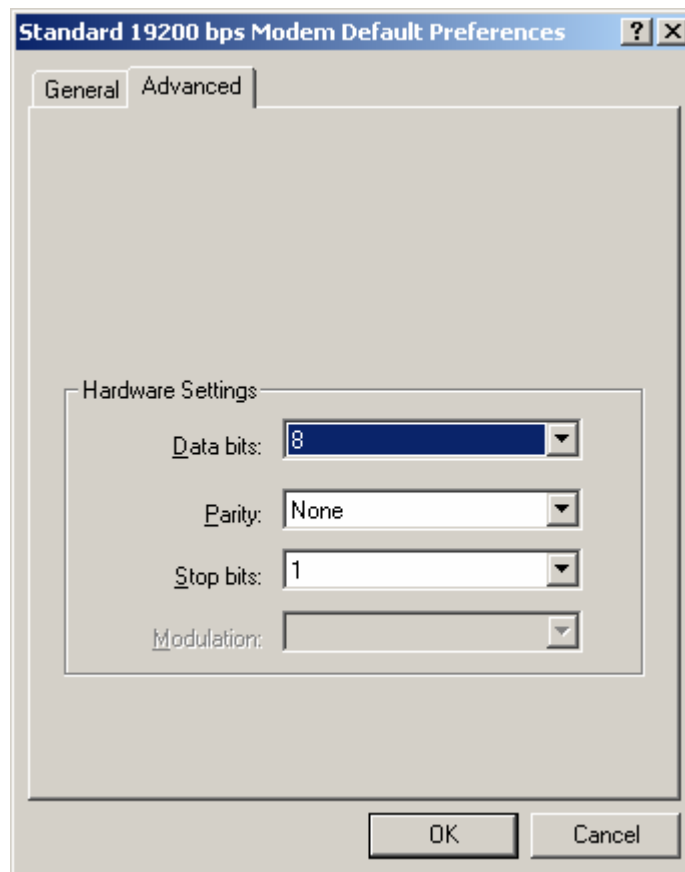 Standard 19200 bps Modem Default Preferences
General Advanced
Hardware Settings
Data bits: 8
Parity: None
Stop bits: 1
Modulation:
OK Cancel